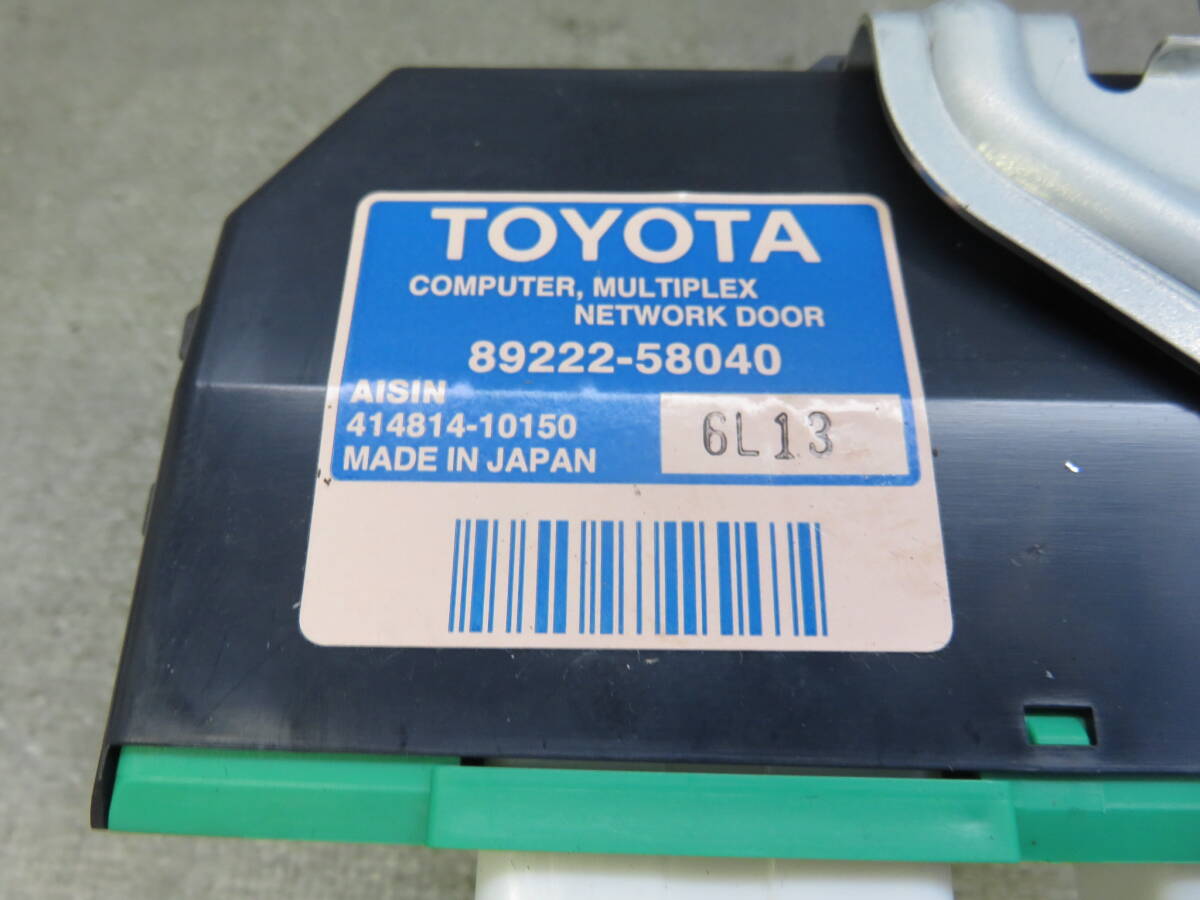 TOYOTA
COMPUTER, MULTIPLEX
NETWORK DOOR
89222-58040
AISIN
414814-10150
MADE IN JAPAN
6L13